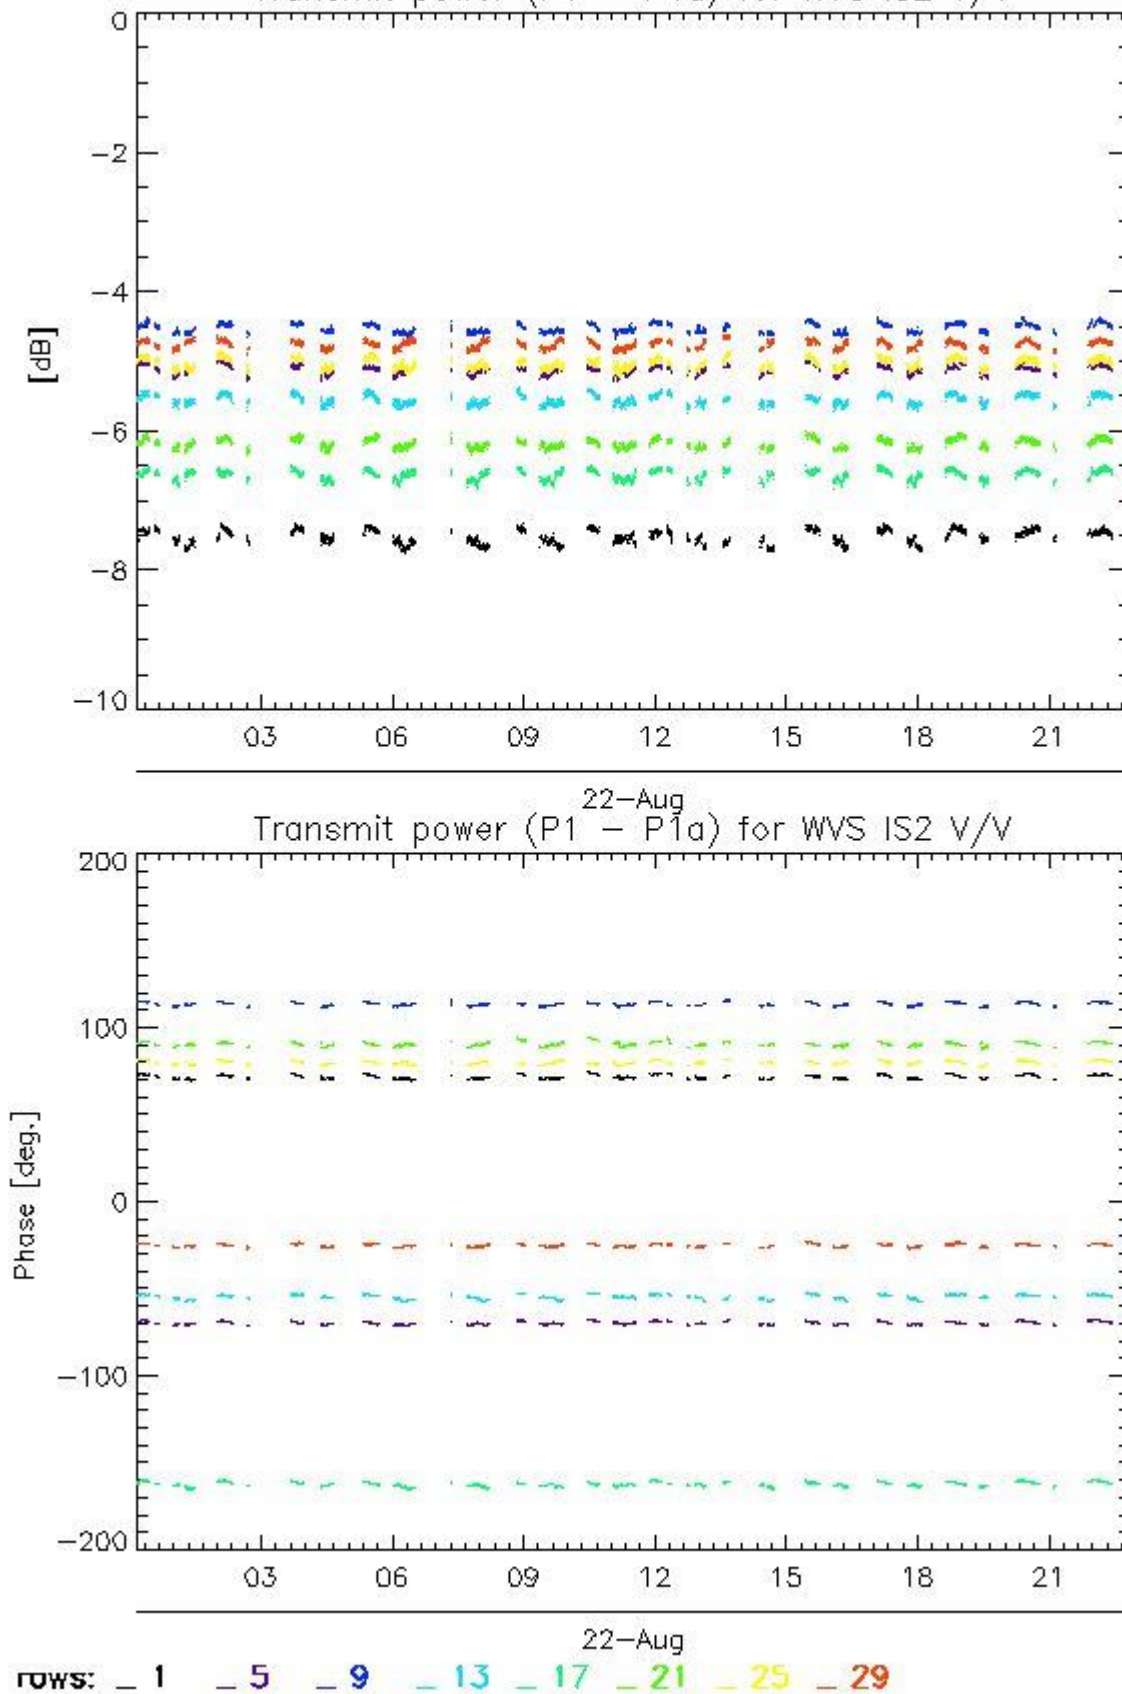 0
−2
−4
[dB]
−6
−8
−10
03 06 09 12 15 18 21
22−Aug
Transmit power (P1 − P1a) for WVS IS2 V/V
200
100
0
Phase [deg.]
−100
−200
03 06 09 12 15 18 21
22−Aug
rows: _ 1 _ 5 _ 9 _ 13 _ 17 _ 21 _ 25 _ 29